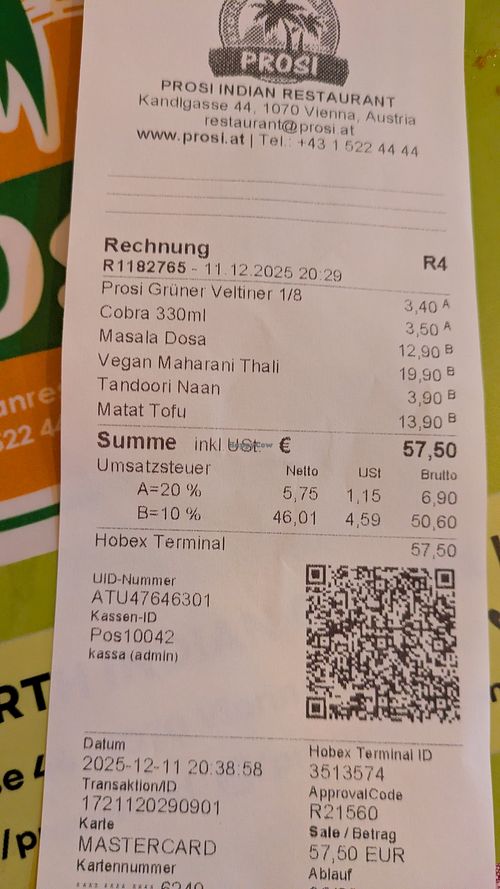 PROSI
PROSI INDIAN RESTAURANT
Kandlgasse 44, 1070 Vienna, Austria
restaurant@prosi.at
www.prosi.at | Tel.: +43 1 522 44 44
Rechnung R4
R1182765 - 11.12.2025 20:29
Prosi Grüner Veltiner 1/8 3,40 A
Cobra 330ml 3,50 A
Masala Dosa 12,90 B
Vegan Maharani Thali 19,90 B
Tandoori Naan 3,90 B
Matat Tofu 13,90 B
Summe inkl USt. € 57,50
Umsatzsteuer Netto USt Brutto
A=20 % 5,75 1,15 6,90
B=10 % 46,01 4,59 50,60
Hobex Terminal 57,50
UID-Nummer
ATU47646301
Kassen-ID
Pos10042
kassa (admin)
Datum
2025-12-11 20:38:58
Transaktion/ID
1721120290901
Karte
MASTERCARD
Kartennummer
Hobex Terminal ID
3513574
ApprovalCode
R21560
Sale / Betrag
57,50 EUR
Ablauf